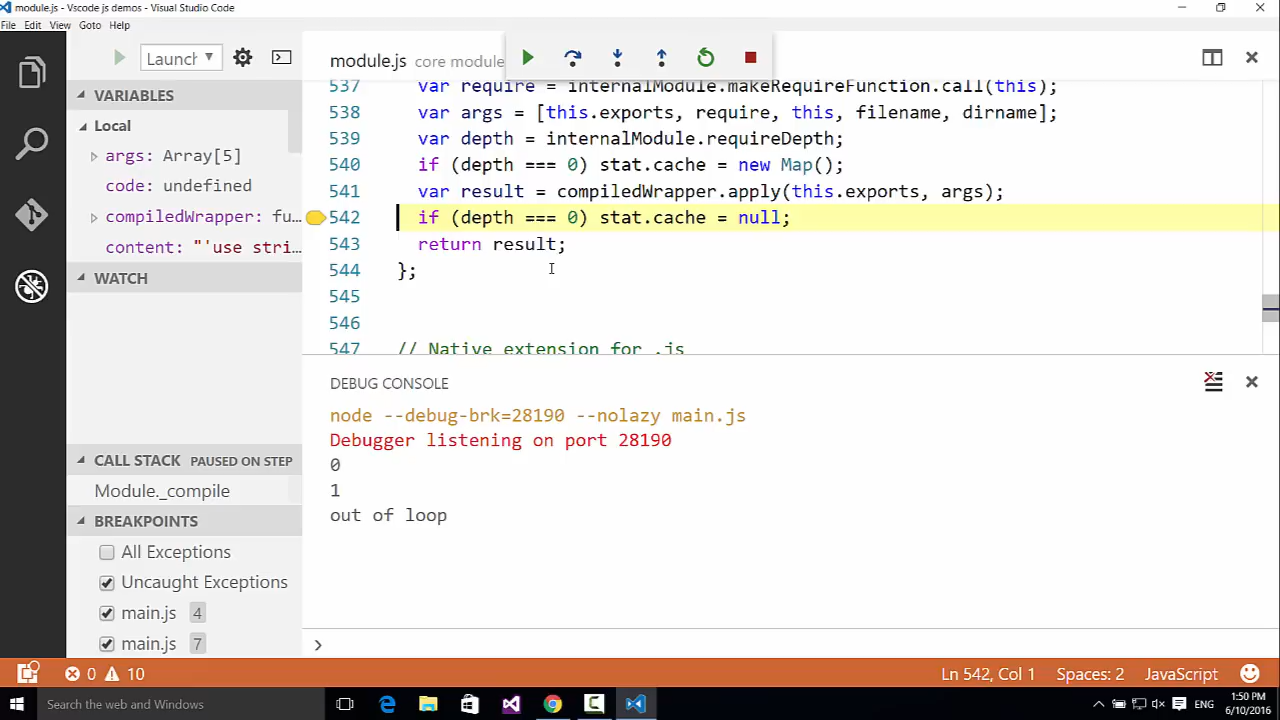 module.js - Vscode js demos - Visual Studio Code
File Edit View Goto Help
Launch
module.js core module
VARIABLES
Local
args: Array[5]
code: undefined
compiledWrapper: fu...
content: "'use stri...
WATCH
CALL STACK PAUSED ON STEP
Module._compile
BREAKPOINTS
All Exceptions
Uncaught Exceptions
main.js 4
main.js 7
537 var require = internalModule.makeRequireFunction.call(this);
538 var args = [this.exports, require, this, filename, dirname];
539 var depth = internalModule.requireDepth;
540 if (depth === 0) stat.cache = new Map();
541 var result = compiledWrapper.apply(this.exports, args);
542 if (depth === 0) stat.cache = null;
543 return result;
544 };
545
546
547 // Native extension for .js
DEBUG CONSOLE
node --debug-brk=28190 --nolazy main.js
Debugger listening on port 28190
0
1
out of loop
›
0 10 Ln 542, Col 1 Spaces: 2 JavaScript
Search the web and Windows
ENG
1:50 PM
6/10/2016